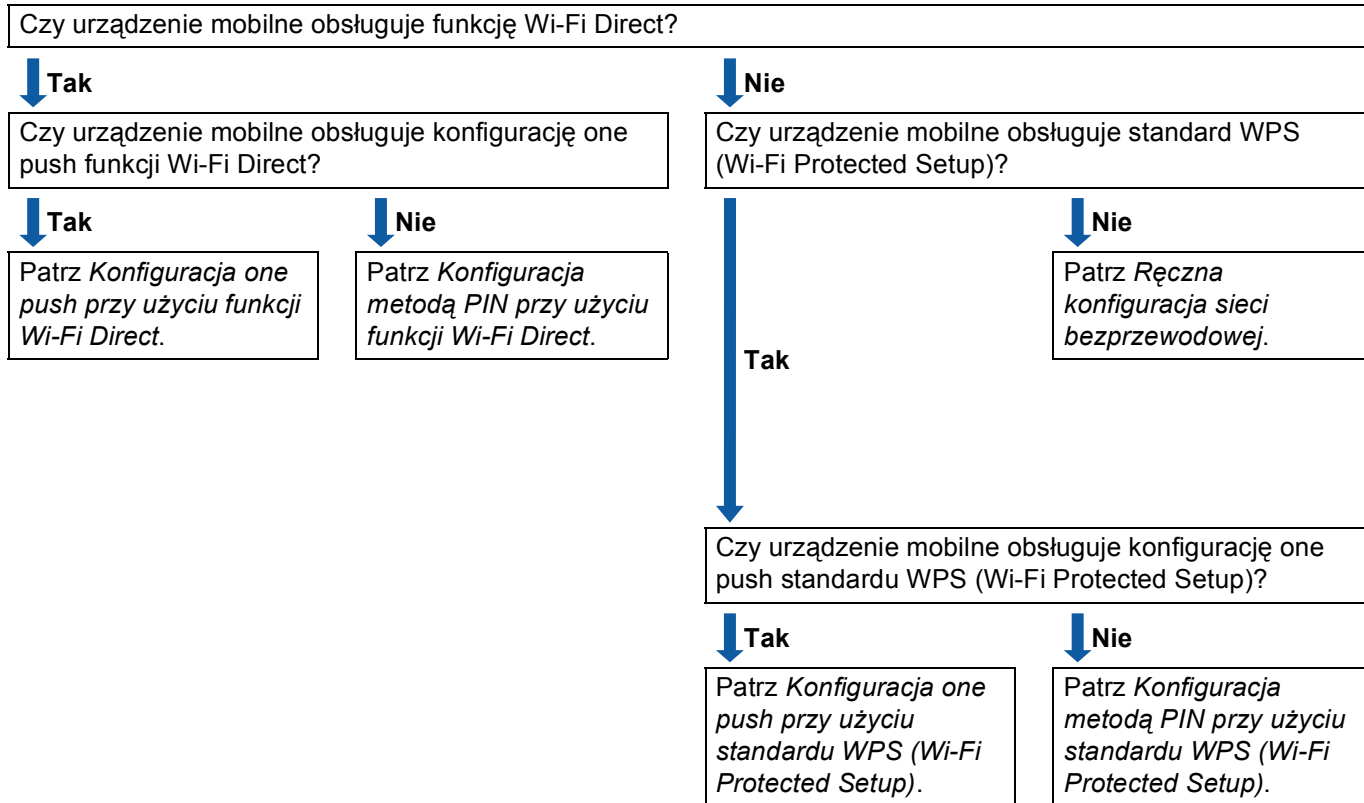 Czy urządzenie mobilne obsługuje funkcję Wi-Fi Direct?
Tak
Nie
Czy urządzenie mobilne obsługuje konfigurację one
push funkcji Wi-Fi Direct?
Czy urządzenie mobilne obsługuje standard WPS
(Wi-Fi Protected Setup)?
Tak
Nie
Nie
Patrz Konfiguracja one
push przy użyciu funkcji
Wi-Fi Direct.
Patrz Konfiguracja
metodą PIN przy użyciu
funkcji Wi-Fi Direct.
Patrz Ręczna
konfiguracja sieci
bezprzewodowej.
Tak
Czy urządzenie mobilne obsługuje konfigurację one
push standardu WPS (Wi-Fi Protected Setup)?
Tak
Nie
Patrz Konfiguracja one
push przy użyciu
standardu WPS (Wi-Fi
Protected Setup).
Patrz Konfiguracja
metodą PIN przy użyciu
standardu WPS (Wi-Fi
Protected Setup).